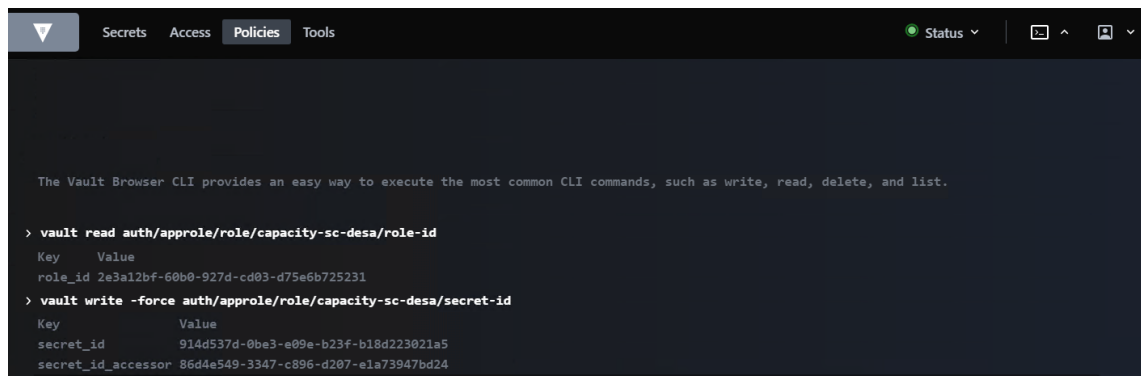 Secrets Access Policies Tools Status
The Vault Browser CLI provides an easy way to execute the most common CLI commands, such as write, read, delete, and list.
> vault read auth/approle/role/capacity-sc-desa/role-id
Key Value
role_id 2e3a12bf-60b0-927d-cd03-d75e6b725231
> vault write -force auth/approle/role/capacity-sc-desa/secret-id
Key Value
secret_id 914d537d-0be3-e09e-b23f-b18d223021a5
secret_id_accessor 86d4e549-3347-c896-d207-e1a73947bd24